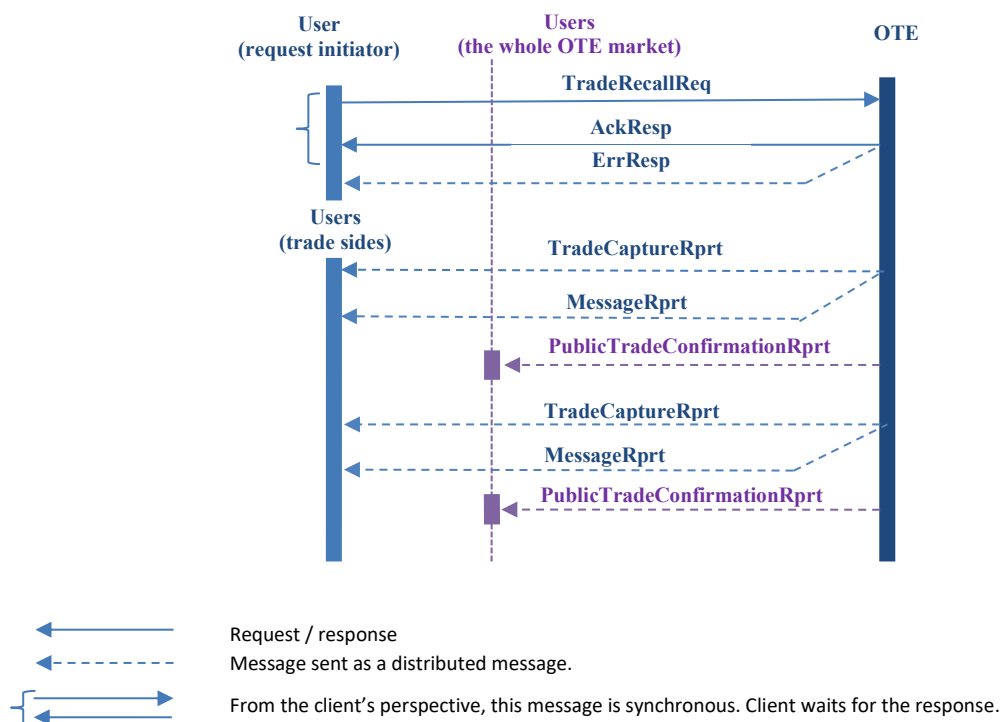 User
(request initiator)
Users
(the whole OTE market)
OTE
TradeRecallReq
AckResp
ErrResp
Users
(trade sides)
TradeCaptureRprt
MessageRprt
PublicTradeConfirmationRprt
TradeCaptureRprt
MessageRprt
PublicTradeConfirmationRprt
Request / response
Message sent as a distributed message.
From the client's perspective, this message is synchronous. Client waits for the response.